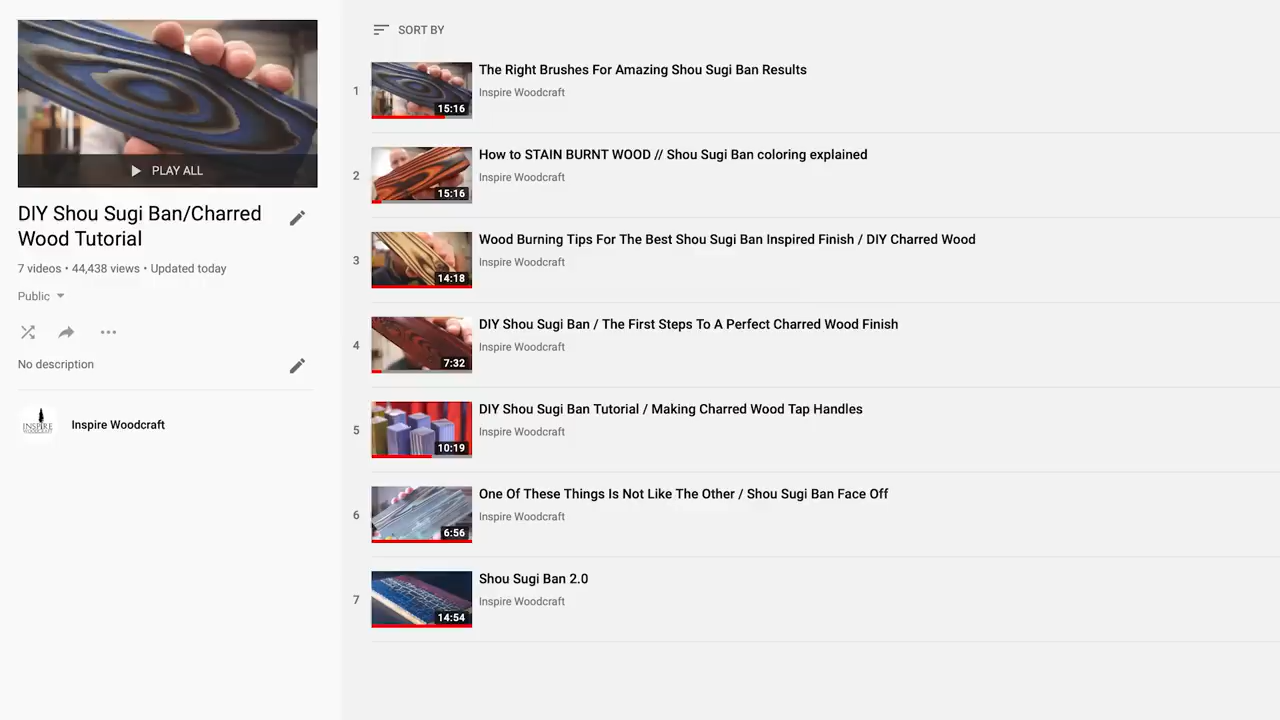 PLAY ALL
DIY Shou Sugi Ban/Charred
Wood Tutorial
7 videos • 44,438 views • Updated today
Public
No description
INSPIRE
WOODCRAFT
Inspire Woodcraft
SORT BY
1
15:16
The Right Brushes For Amazing Shou Sugi Ban Results
Inspire Woodcraft
2
15:16
How to STAIN BURNT WOOD // Shou Sugi Ban coloring explained
Inspire Woodcraft
3
14:18
Wood Burning Tips For The Best Shou Sugi Ban Inspired Finish / DIY Charred Wood
Inspire Woodcraft
4
7:32
DIY Shou Sugi Ban / The First Steps To A Perfect Charred Wood Finish
Inspire Woodcraft
5
10:19
DIY Shou Sugi Ban Tutorial / Making Charred Wood Tap Handles
Inspire Woodcraft
6
6:56
One Of These Things Is Not Like The Other / Shou Sugi Ban Face Off
Inspire Woodcraft
7
14:54
Shou Sugi Ban 2.0
Inspire Woodcraft